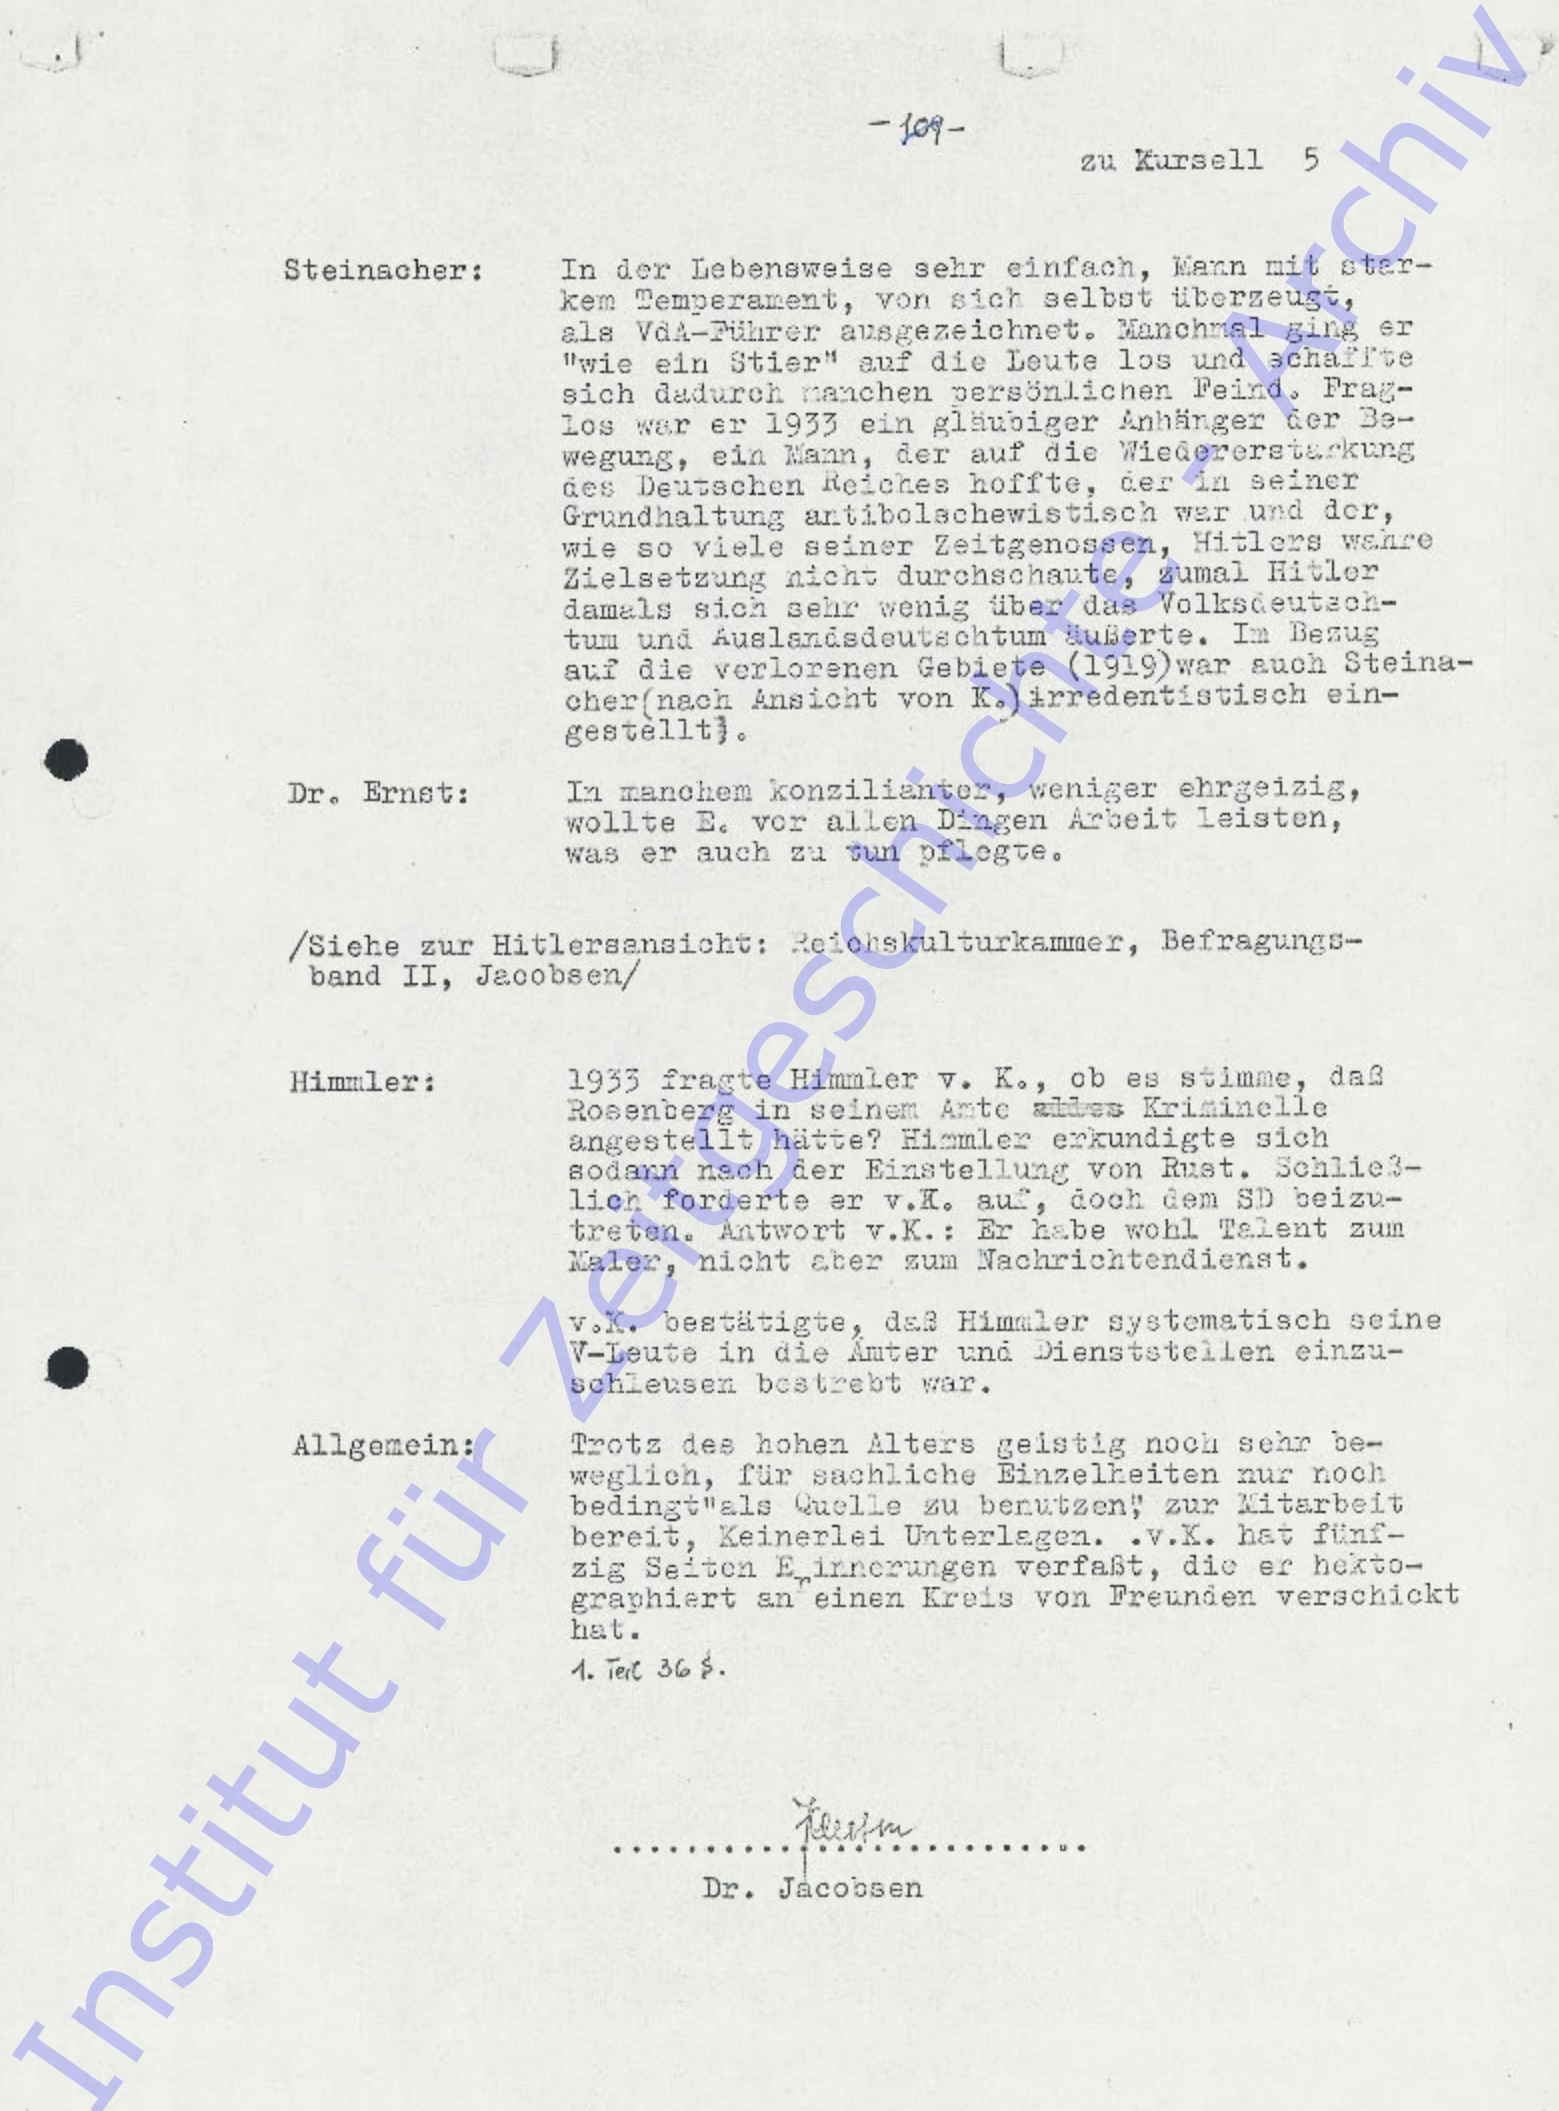 -109-
zu Kursell 5
Steinacher: In der Lebensweise sehr einfach, Mann mit star-
kem Temperament, von sich selbst überzeugt,
als VdA-Führer ausgezeichnet. Manchmal ging er
"wie ein Stier" auf die Leute los und schaffte
sich dadurch manchen persönlichen Feind. Frag-
los war er 1933 ein gläubiger Anhänger der Be-
wegung, ein Mann, der auf die Wiedererstarkung
des Deutschen Reiches hoffte, der in seiner
Grundhaltung antibolschewistisch war und der,
wie so viele seiner Zeitgenossen, Hitlers wahre
Zielsetzung nicht durchschaute, zumal Hitler
damals sich sehr wenig über das Volksdeutsch-
tum und Auslandsdeutschtum äußerte. Im Bezug
auf die verlorenen Gebiete (1919)war auch Steina-
cher(nach Ansicht von K.)irredentistisch ein-
gestellt.
Dr. Ernst: In manchem konzilianter, weniger ehrgeizig,
wollte E. vor allen Dingen Arbeit leisten,
was er auch zu tun pflegte.
/Siehe zur Hitlersansicht: Reichskulturkammer, Befragungs-
band II, Jacobsen/
Himmler: 1933 fragte Himmler v. K., ob es stimme, daß
Rosenberg in seinem Amte alles Kriminelle
angestellt hätte? Himmler erkundigte sich
sodann nach der Einstellung von Rust. Schließ-
lich forderte er v.K. auf, doch dem SD beizu-
treten. Antwort v.K.: Er habe wohl Talent zum
Maler, nicht aber zum Nachrichtendienst.
v.K. bestätigte, daß Himmler systematisch seine
V-Leute in die Ämter und Dienststellen einzu-
schleusen bestrebt war.
Allgemein: Trotz des hohen Alters geistig noch sehr be-
weglich, für sachliche Einzelheiten nur noch
bedingt"als Quelle zu benutzen", zur Mitarbeit
bereit, Keinerlei Unterlagen. .v.K. hat fünf-
zig Seiten Erinnerungen verfaßt, die er hekto-
graphiert an einen Kreis von Freunden verschickt
hat.
1. Teil 36 S.
Dr. Jacobsen
Institut für Zeitgeschichte - Archiv